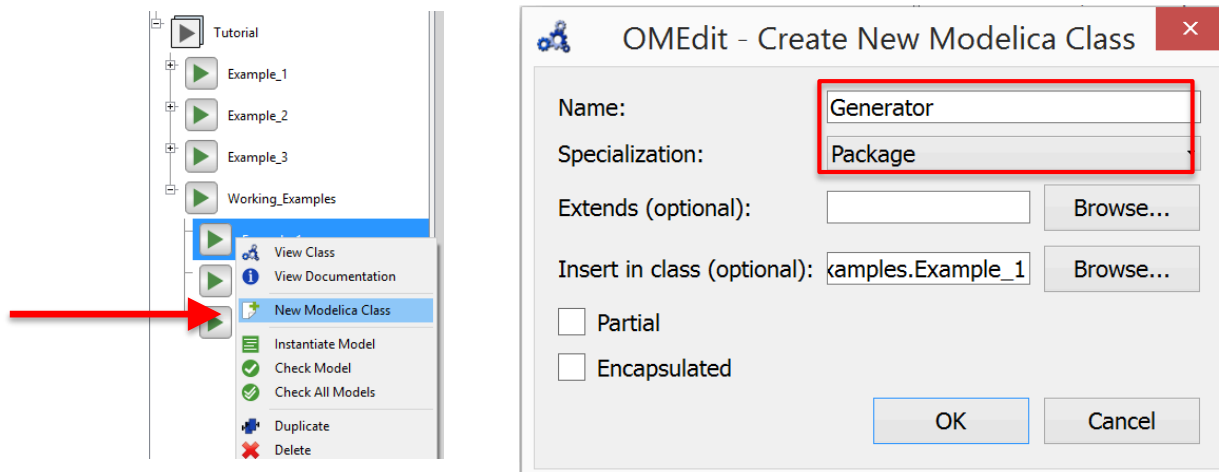 Tutorial
Example_1
Example_2
Example_3
Working_Examples
View Class
View Documentation
New Modelica Class
Instantiate Model
Check Model
Check All Models
Duplicate
Delete
OMEdit - Create New Modelica Class
Name: Generator
Specialization: Package
Extends (optional): Browse...
Insert in class (optional): xamples.Example_1 Browse...
Partial
Encapsulated
OK Cancel